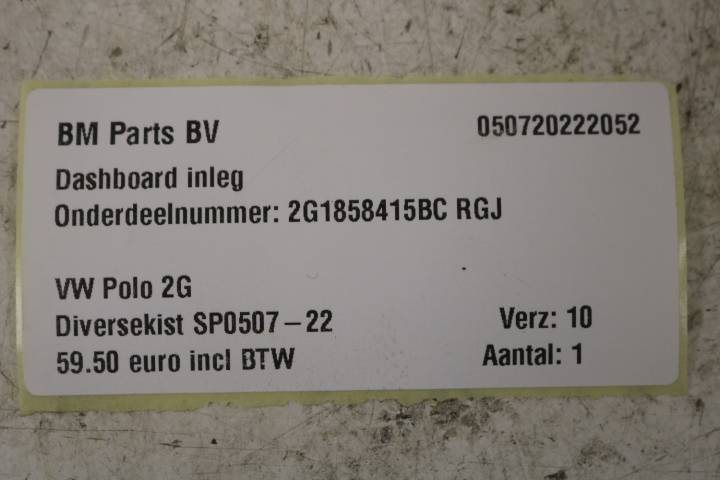 BM Parts BV 050720222052
Dashboard inleg
Onderdeelnummer: 2G1858415BC RGJ
VW Polo 2G
Diversekist SP0507-22 Verz: 10
59.50 euro incl BTW Aantal: 1